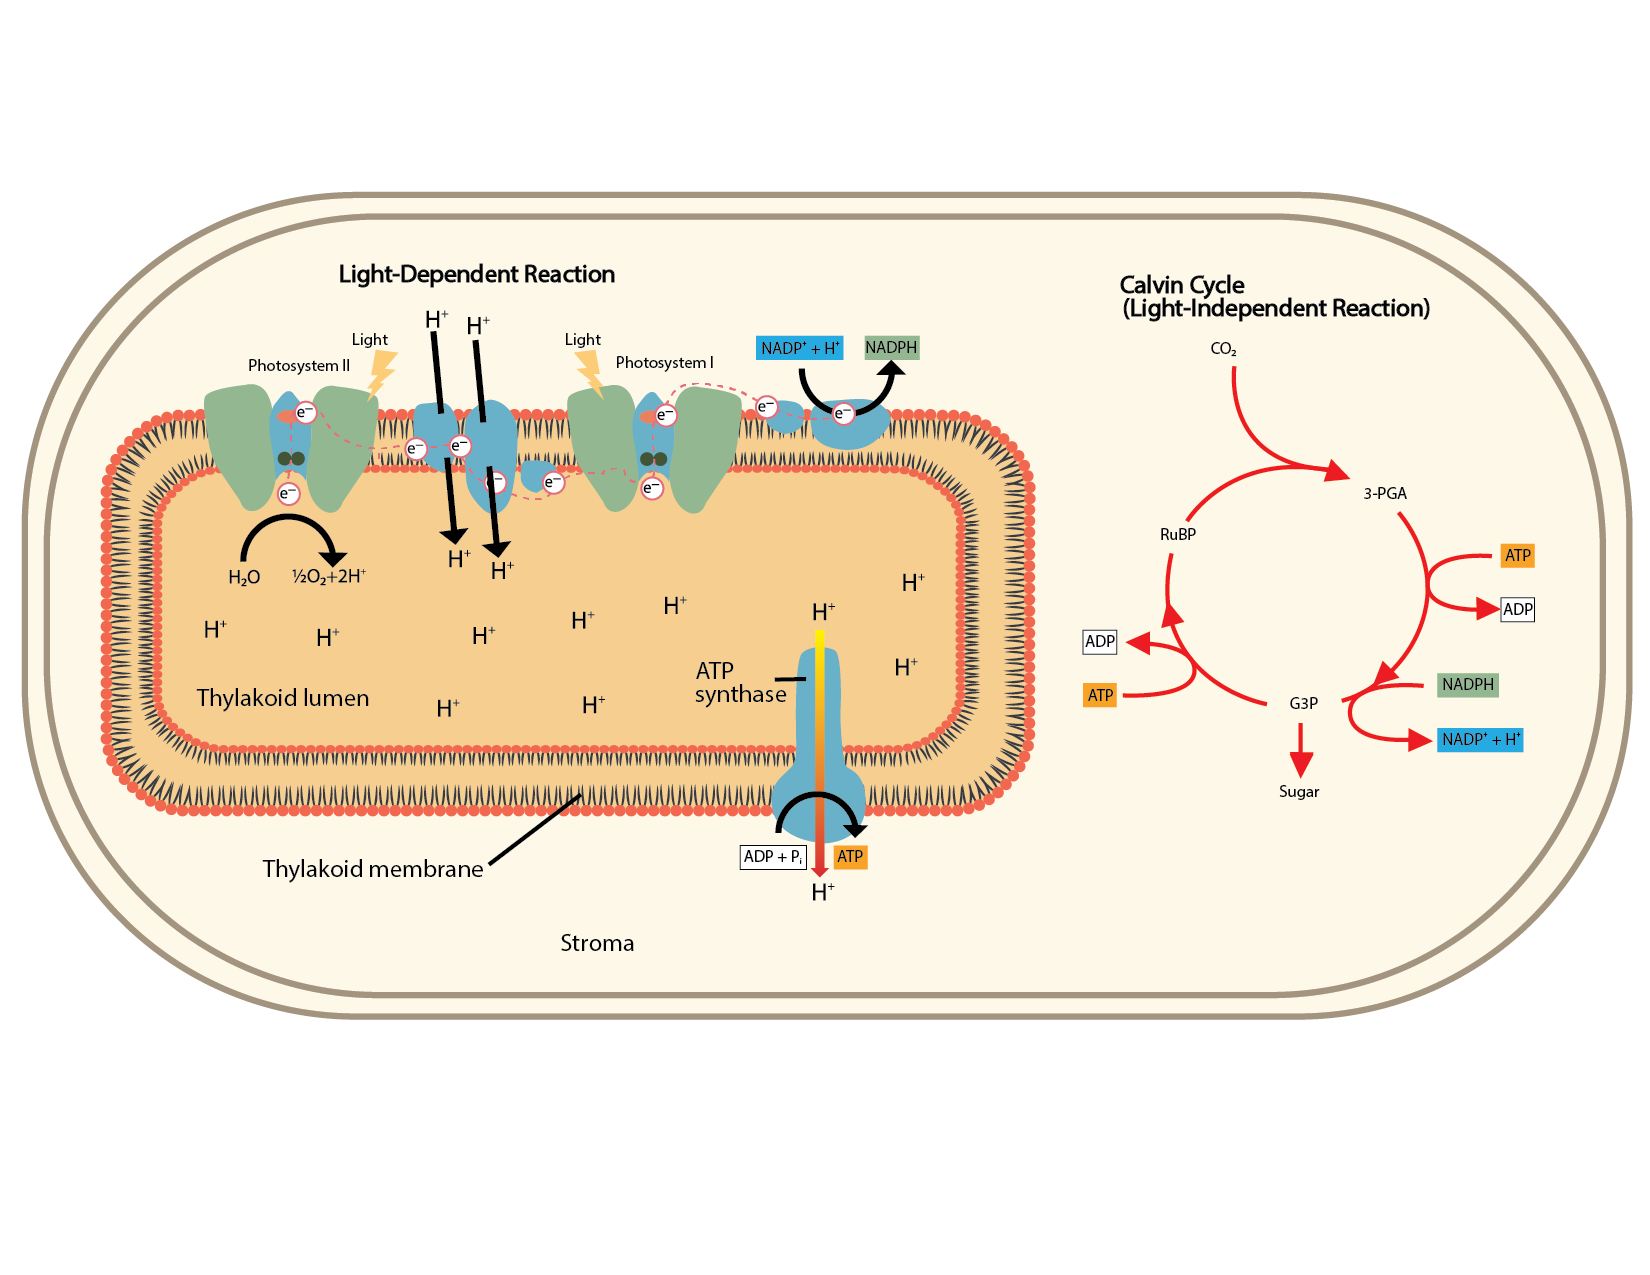 Light-Dependent Reaction
H⁺
H⁺
Light
Light
Photosystem II
Photosystem I
NADP⁺ + H⁺
NADPH
e⁻
e⁻
e⁻
e⁻
e⁻
e⁻
e⁻
e⁻
e⁻
e⁻
e⁻
H₂O
½O₂+2H⁺
H⁺
H⁺
H⁺
H⁺
H⁺
H⁺
H⁺
H⁺
H⁺
H⁺
H⁺
H⁺
ATP
synthase
Thylakoid lumen
Thylakoid membrane
ADP + Pᵢ
ATP
H⁺
Stroma
Calvin Cycle
(Light-Independent Reaction)
CO₂
3-PGA
RuBP
ATP
ADP
ADP
ATP
NADPH
G3P
NADP⁺ + H⁺
Sugar